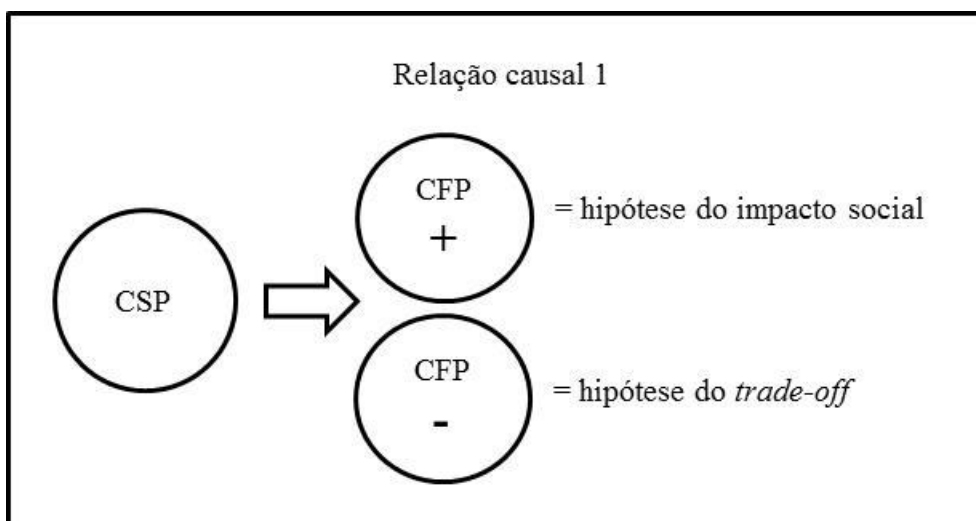 Relação causal 1
CFP
+
= hipótese do impacto social
CSP
CFP
-
= hipótese do trade-off